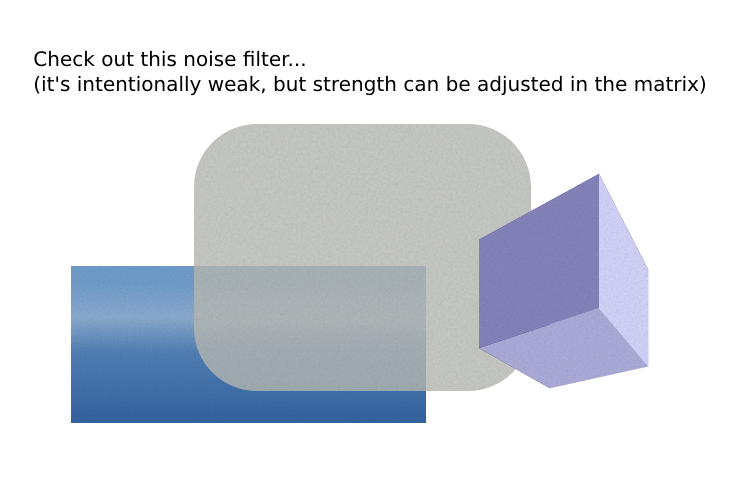 Check out this noise filter...
(it's intentionally weak, but strength can be adjusted in the matrix)